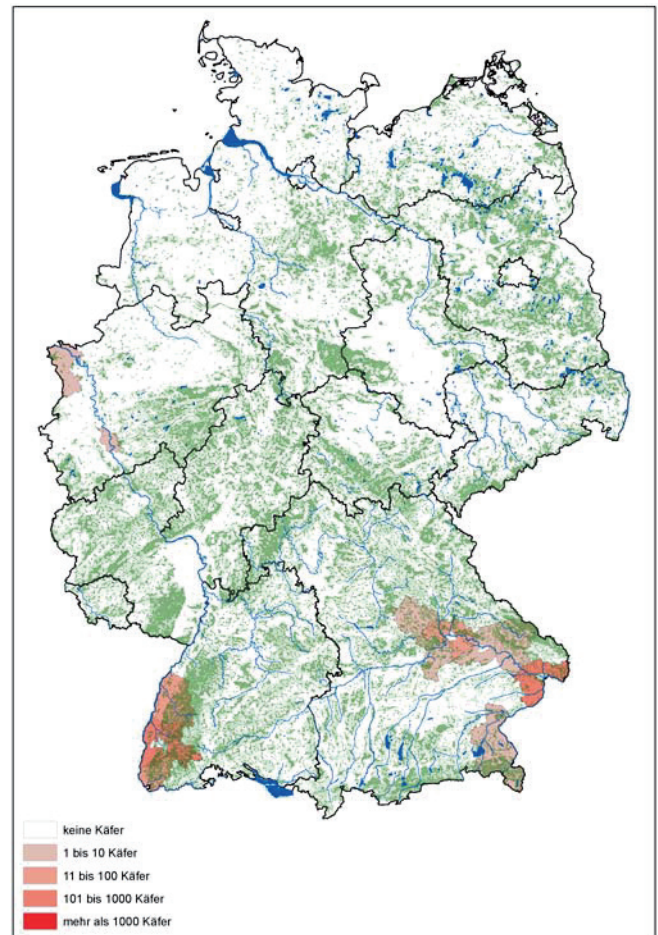 keine Käfer
1 bis 10 Käfer
11 bis 100 Käfer
101 bis 1000 Käfer
mehr als 1000 Käfer